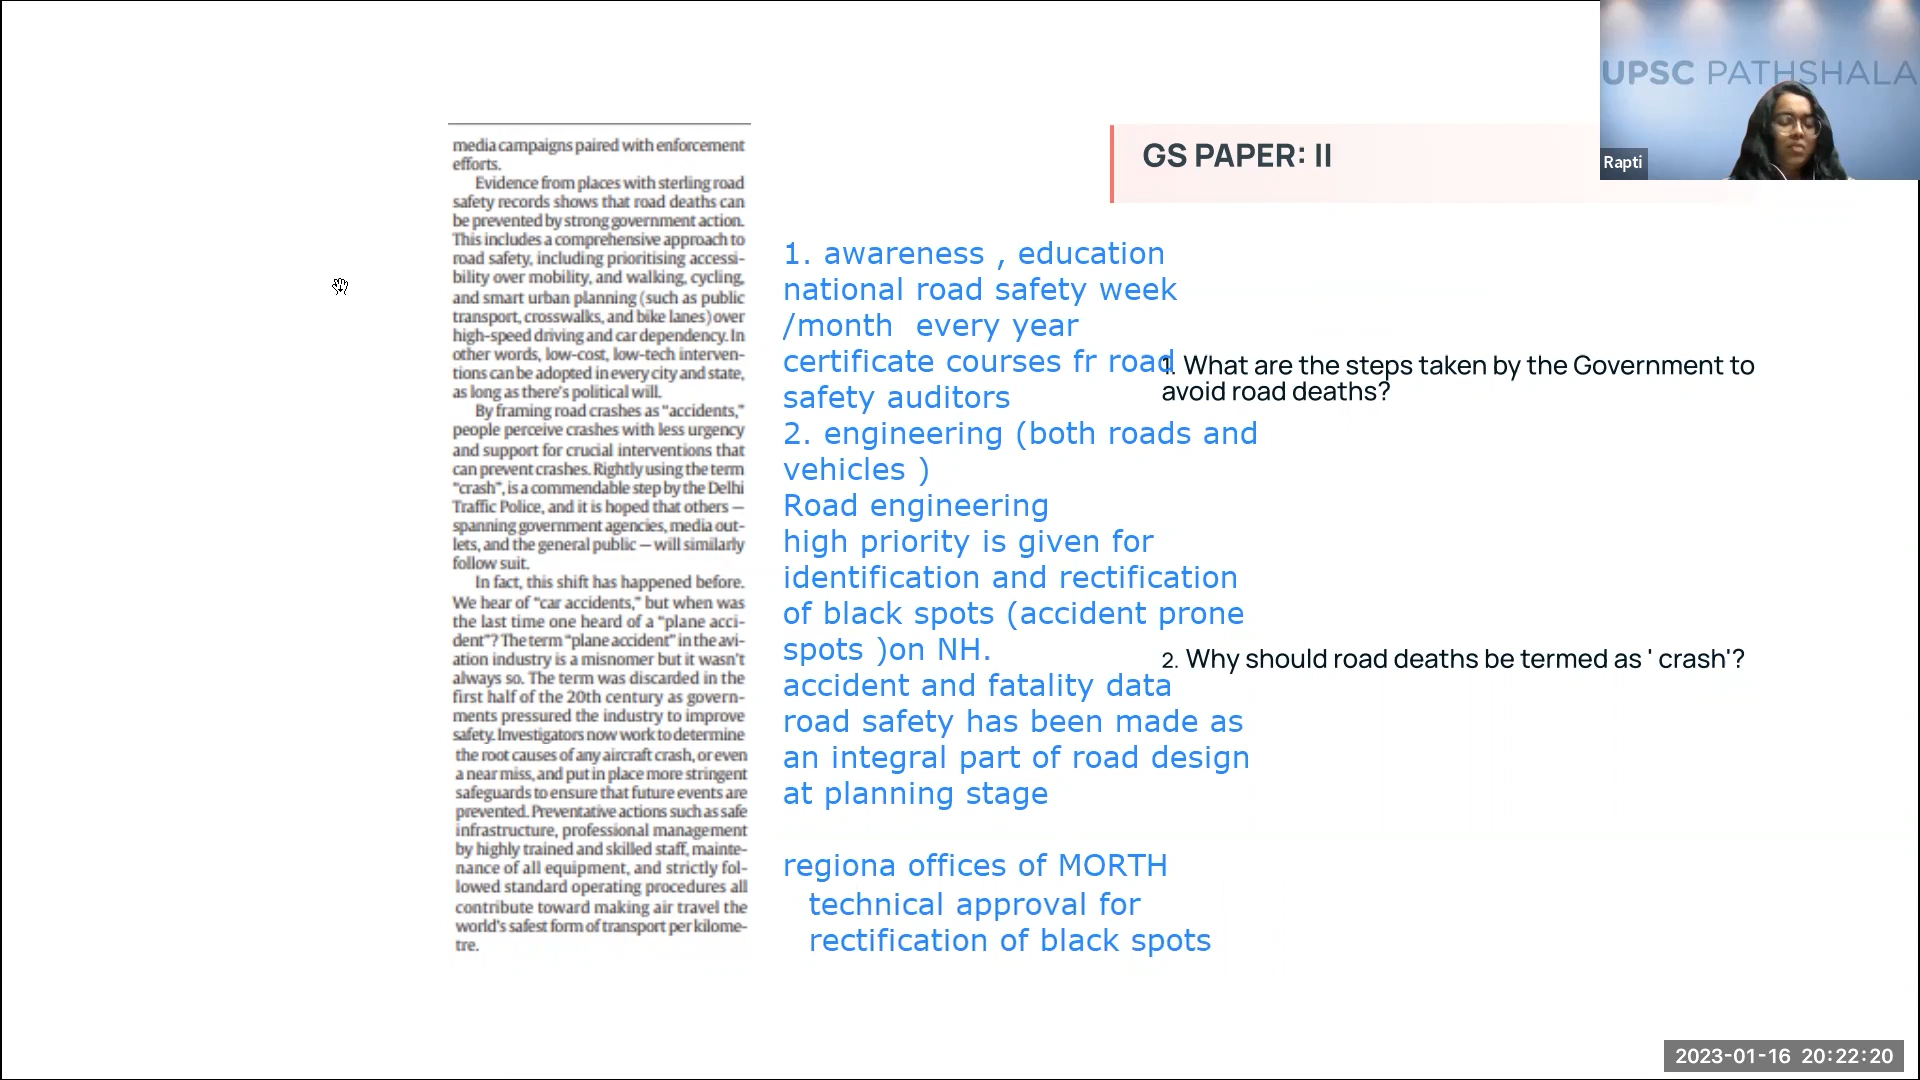 media campaigns paired with enforcement
efforts.
Evidence from places with sterling road
safety records shows that road deaths can
be prevented by strong government action.
This includes a comprehensive approach to
road safety, including prioritising accessi-
bility over mobility, and walking, cycling,
and smart urban planning (such as public
transport, crosswalks, and bike lanes) over
high-speed driving and car dependency. In
other words, low-cost, low-tech interven-
tions can be adopted in every city and state,
as long as there's political will.
By framing road crashes as “accidents,”
people perceive crashes with less urgency
and support for crucial interventions that
can prevent crashes. Rightly using the term
“crash”, is a commendable step by the Delhi
Traffic Police, and it is hoped that others —
spanning government agencies, media out-
lets, and the general public — will similarly
follow suit.
In fact, this shift has happened before.
We hear of “car accidents,” but when was
the last time one heard of a “plane acci-
dent”? The term “plane accident” in the avi-
ation industry is a misnomer but it wasn't
always so. The term was discarded in the
first half of the 20th century as govern-
ments pressured the industry to improve
safety. Investigators now work to determine
the root causes of any aircraft crash, or even
a near miss, and put in place more stringent
safeguards to ensure that future events are
prevented. Preventative actions such as safe
infrastructure, professional management
by highly trained and skilled staff, mainte-
nance of all equipment, and strictly fol-
lowed standard operating procedures all
contribute toward making air travel the
world's safest form of transport per kilome-
tre.
1. awareness , education
national road safety week
/month every year
certificate courses fr road
safety auditors
2. engineering (both roads and
vehicles )
Road engineering
high priority is given for
identification and rectification
of black spots (accident prone
spots )on NH.
accident and fatality data
road safety has been made as
an integral part of road design
at planning stage
regiona offices of MORTH
technical approval for
rectification of black spots
GS PAPER: II
1. What are the steps taken by the Government to
avoid road deaths?
2. Why should road deaths be termed as ' crash'?
UPSC PATHSHALA
Rapti
2023-01-16 20:22:20